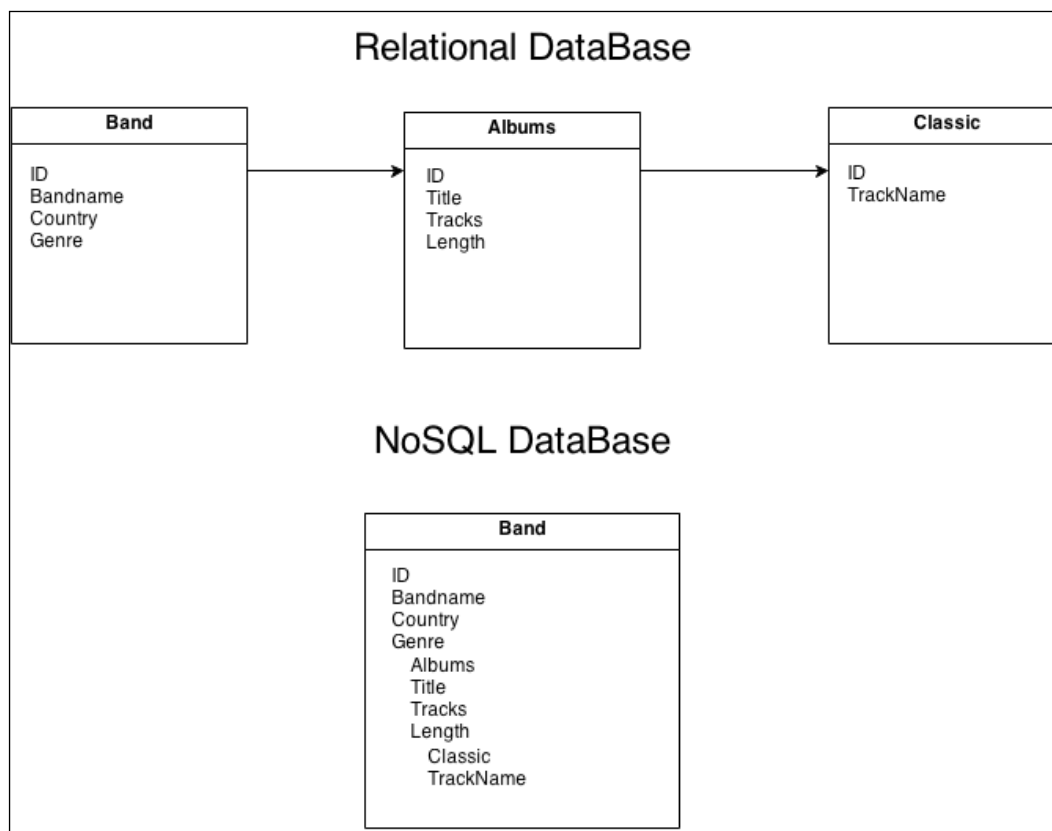 Relational DataBase
Band
ID
Bandname
Country
Genre
Albums
ID
Title
Tracks
Length
Classic
ID
TrackName
NoSQL DataBase
Band
ID
Bandname
Country
Genre
Albums
Title
Tracks
Length
Classic
TrackName